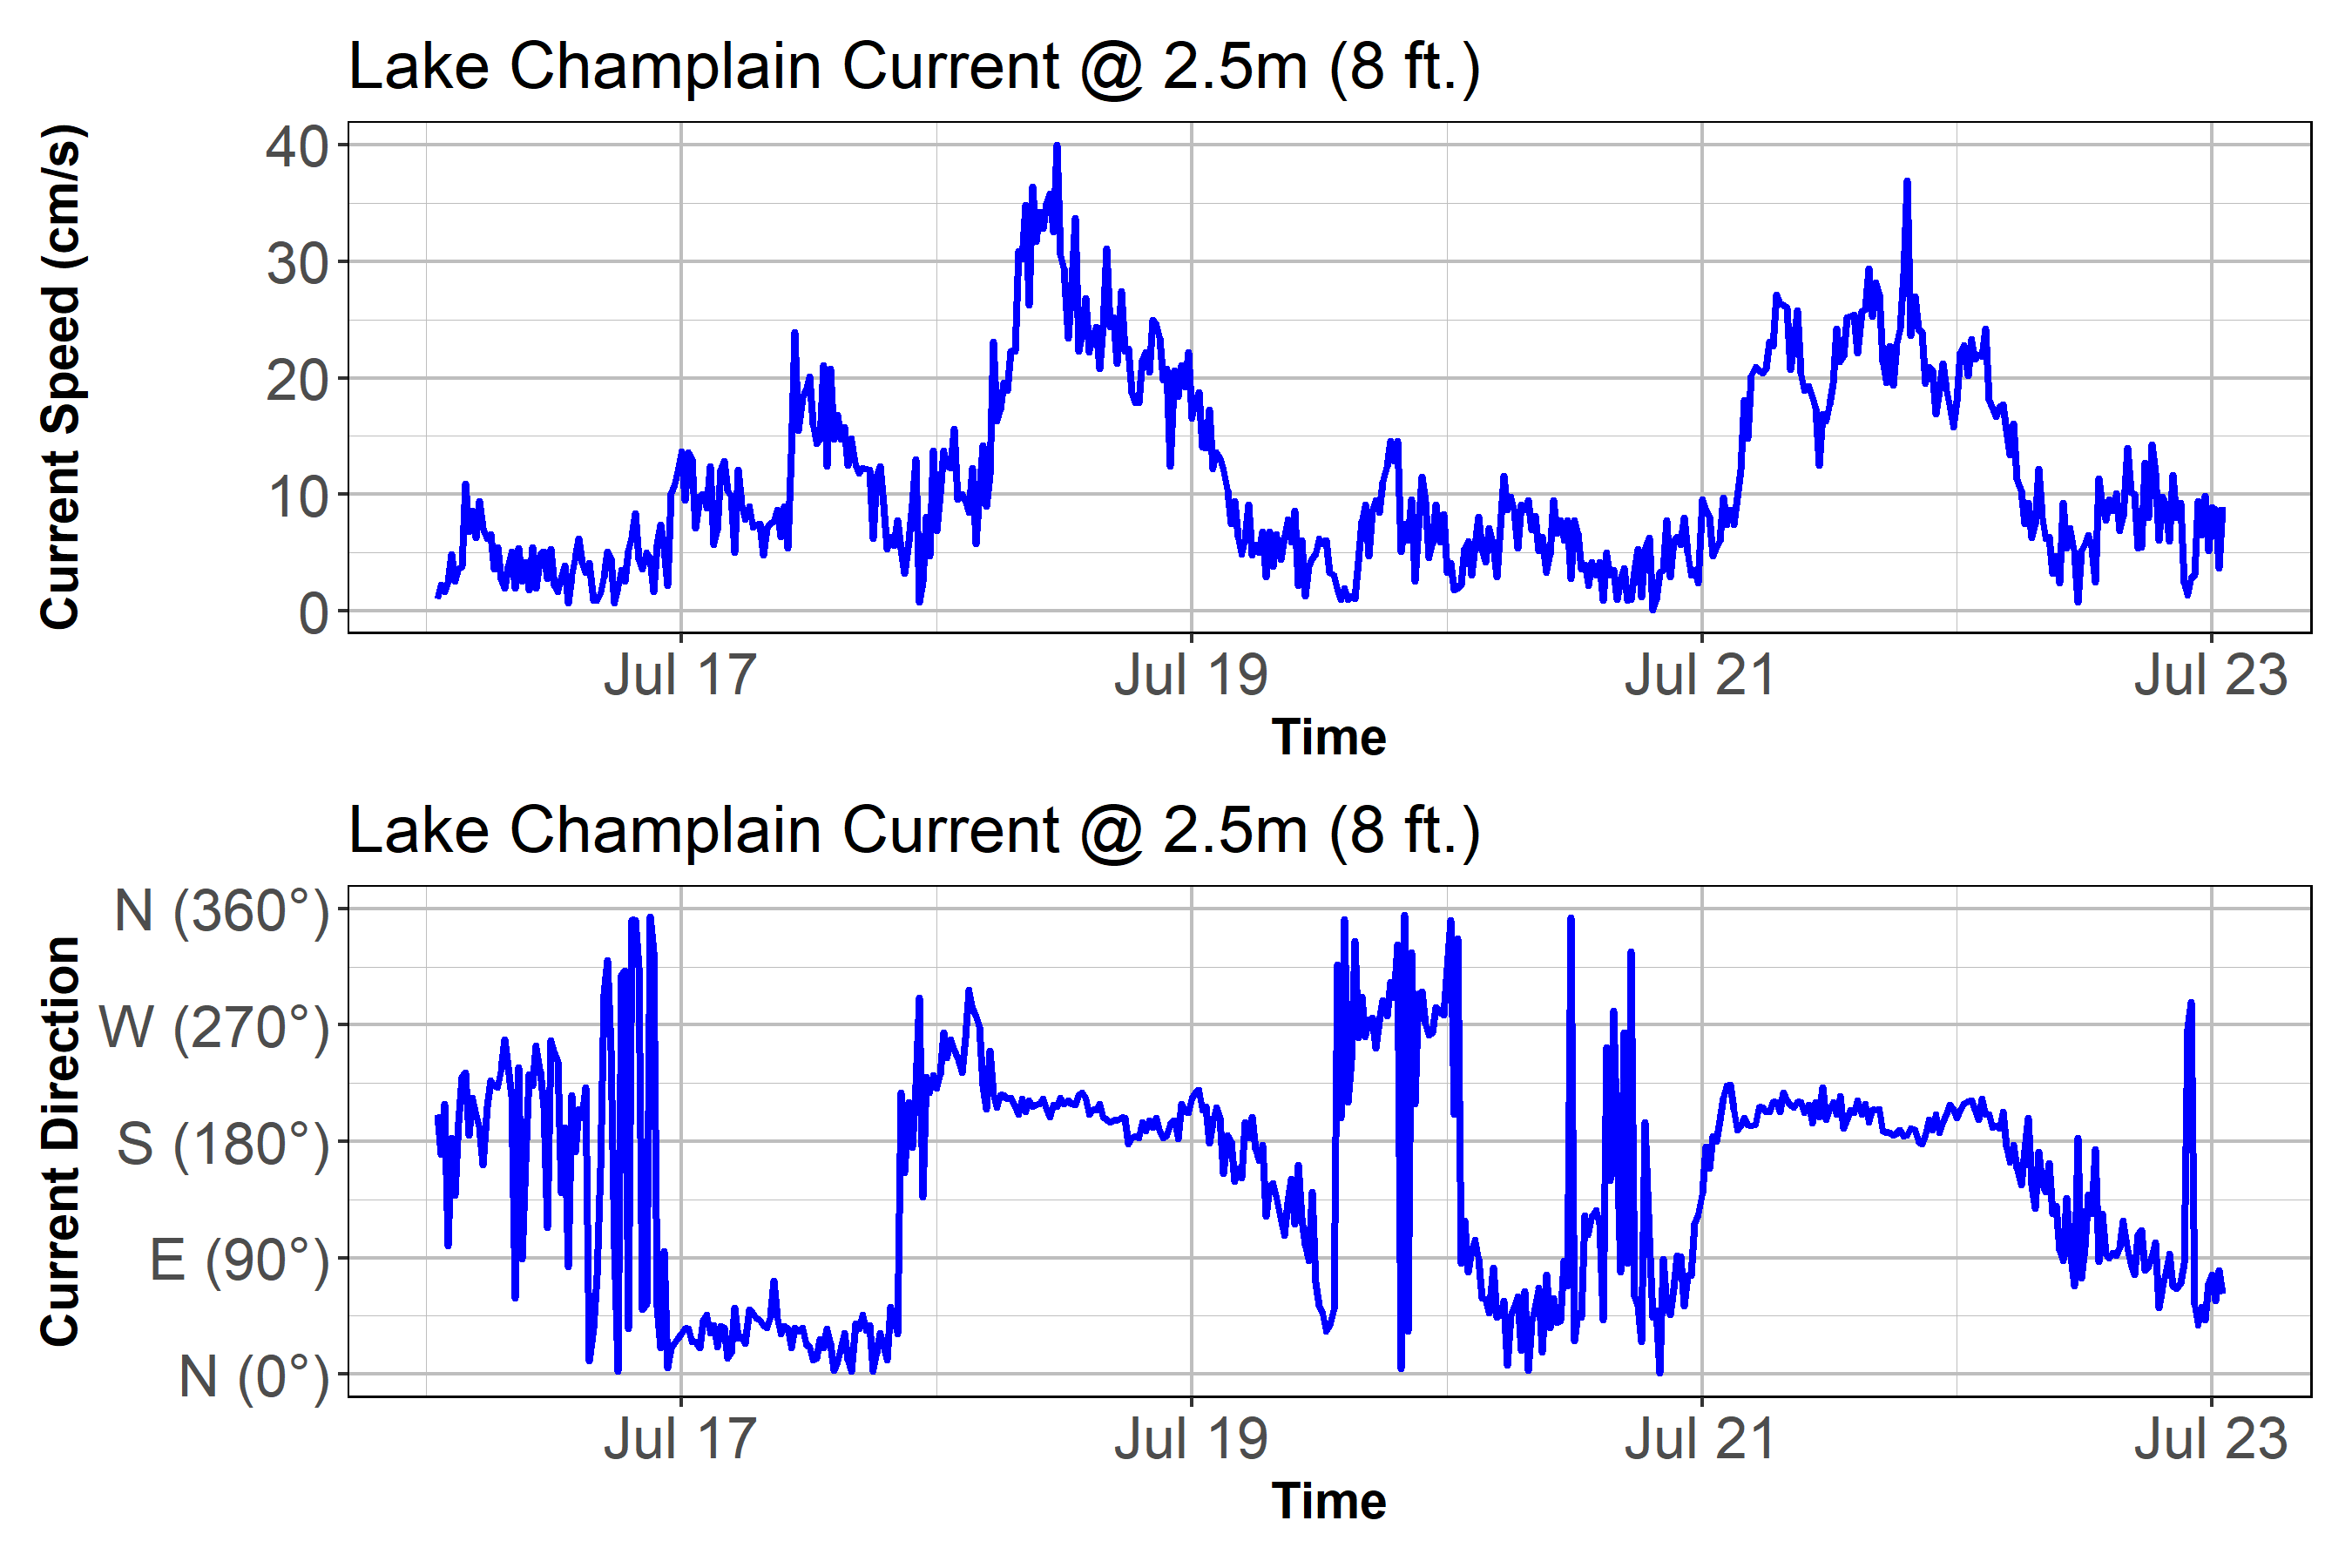 Lake Champlain Current @ 2.5m (8 ft.)
Current Speed (cm/s)
40
30
20
10
0
Jul 17 Jul 19 Jul 21 Jul 23
Time
Lake Champlain Current @ 2.5m (8 ft.)
Current Direction
N (360°)
W (270°)
S (180°)
E (90°)
N (0°)
Jul 17 Jul 19 Jul 21 Jul 23
Time